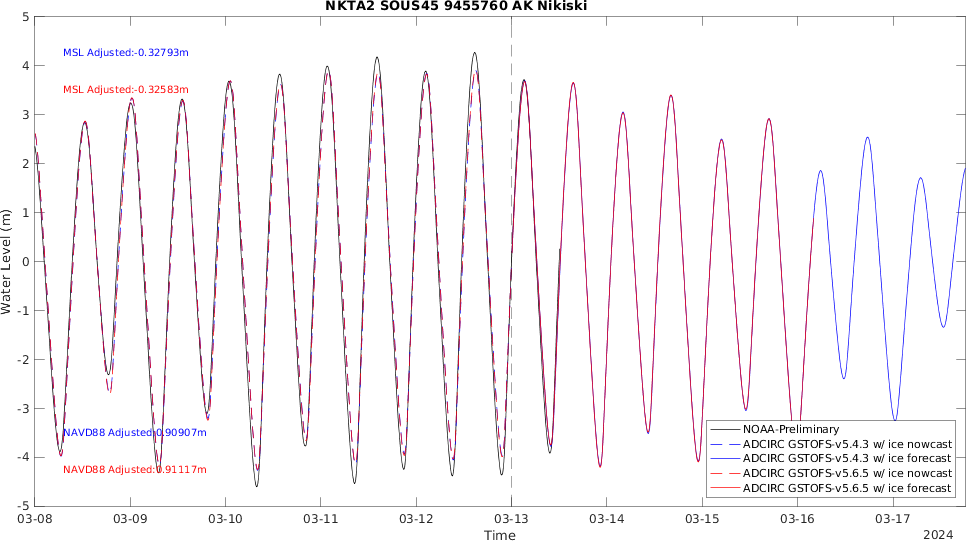 NKTA2 SOUS45 9455760 AK Nikiski
MSL Adjusted:-0.32793m
MSL Adjusted:-0.32583m
NAVD88 Adjusted:0.90907m
NAVD88 Adjusted:0.91117m
Water Level (m)
5
4
3
2
1
0
-1
-2
-3
-4
-5
NOAA-Preliminary
ADCIRC GSTOFS-v5.4.3 w/ ice nowcast
ADCIRC GSTOFS-v5.4.3 w/ ice forecast
ADCIRC GSTOFS-v5.6.5 w/ ice nowcast
ADCIRC GSTOFS-v5.6.5 w/ ice forecast
03-08 03-09 03-10 03-11 03-12 03-13 03-14 03-15 03-16 03-17
Time
2024